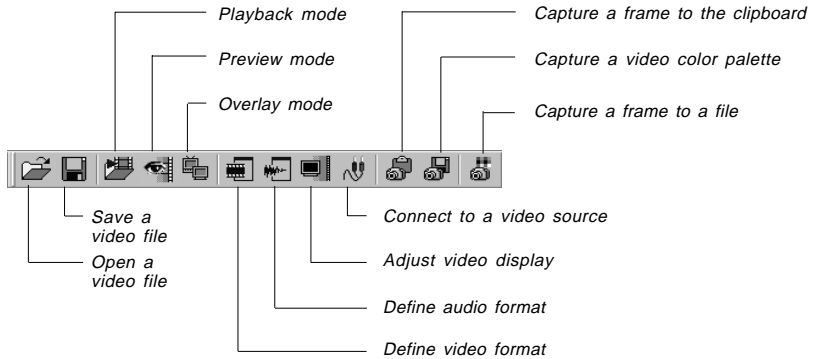 Playback mode
Capture a frame to the clipboard
Preview mode
Capture a video color palette
Overlay mode
Capture a frame to a file
Save a
video file
Connect to a video source
Open a
video file
Adjust video display
Define audio format
Define video format